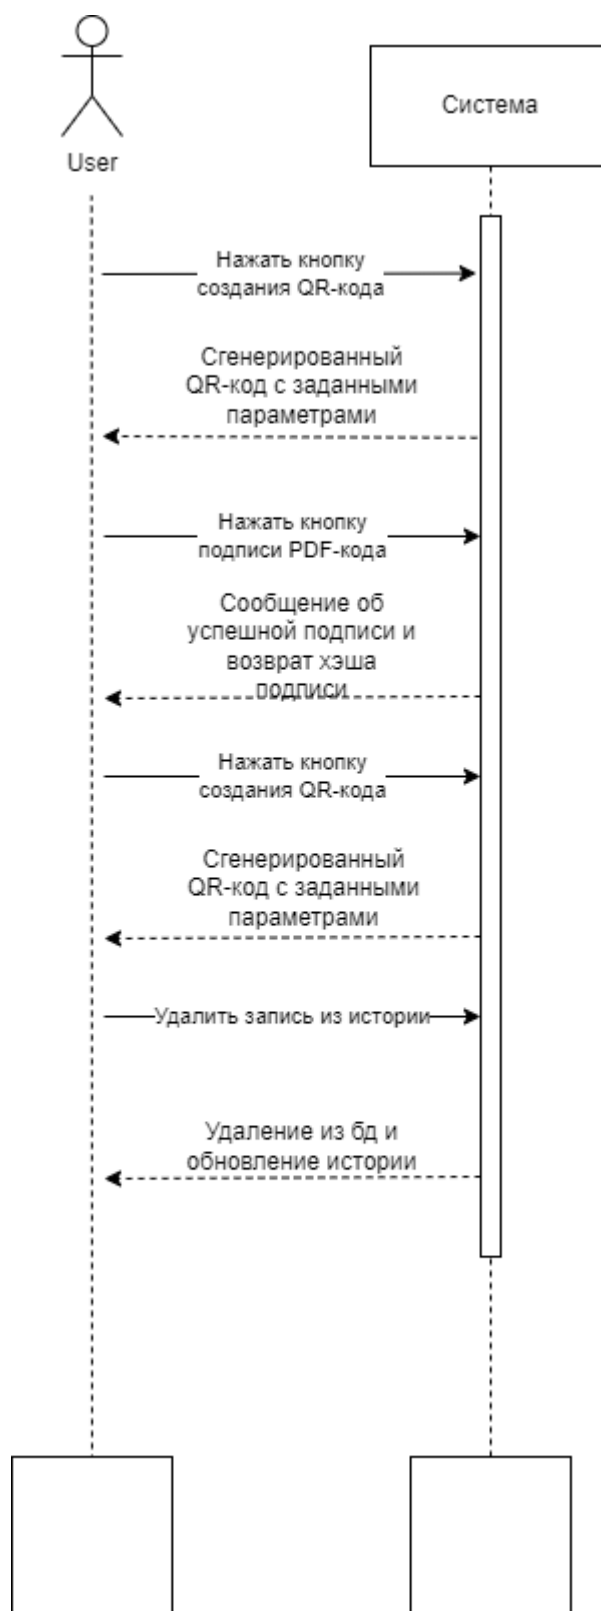 User
Система
Нажать кнопку
создания QR-кода
Сгенерированный
QR-код с заданными
параметрами
Нажать кнопку
подписи PDF-кода
Сообщение об
успешной подписи и
возврат хэша
подписи
Нажать кнопку
создания QR-кода
Сгенерированный
QR-код с заданными
параметрами
Удалить запись из истории
Удаление из бд и
обновление истории